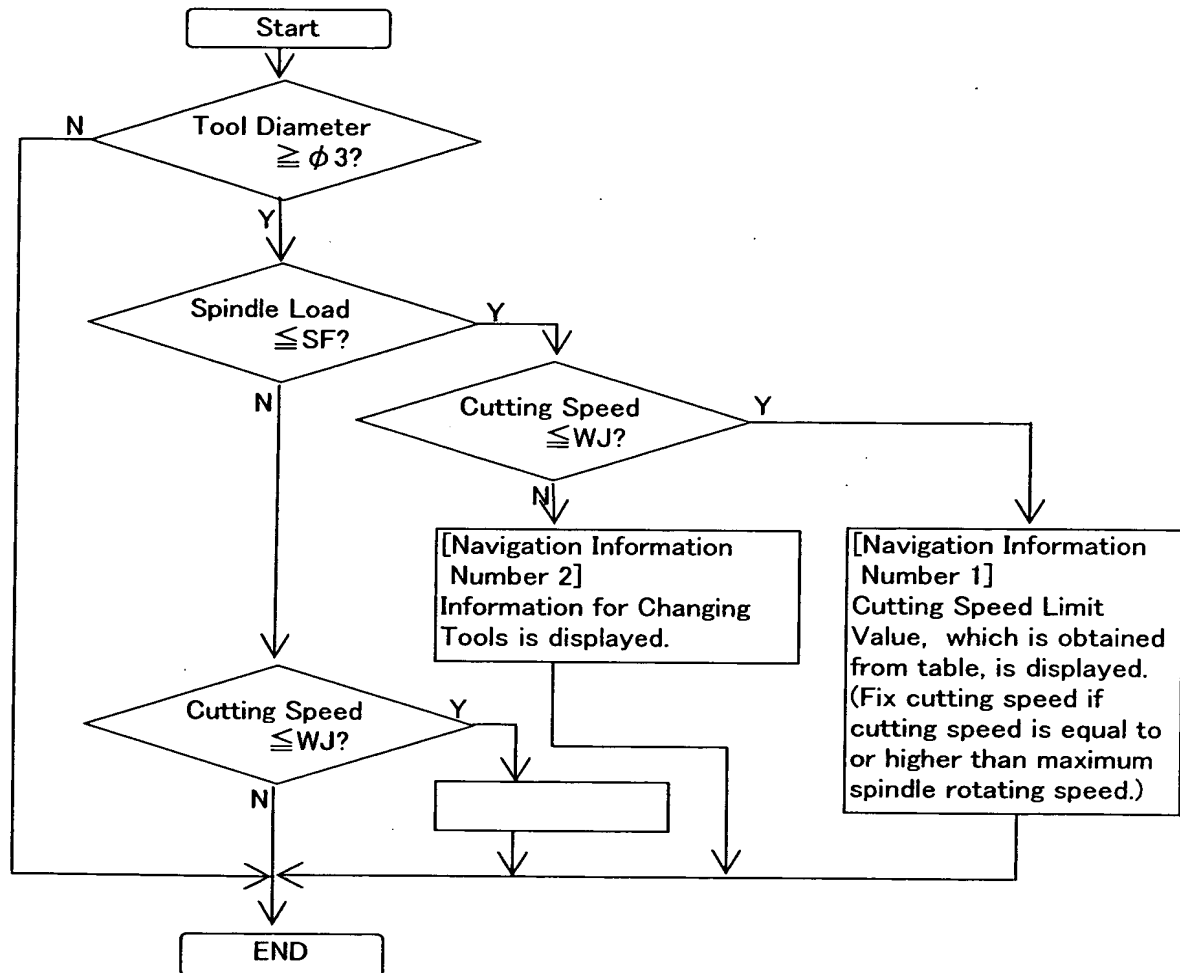 Start
N
Tool Diameter
≧ φ3?
Y
Spindle Load
≦SF?
Y
N
Cutting Speed
≦WJ?
Y
N
[Navigation Information
Number 2]
Information for Changing
Tools is displayed.
[Navigation Information
Number 1]
Cutting Speed Limit
Value, which is obtained
from table, is displayed.
(Fix cutting speed if
cutting speed is equal to
or higher than maximum
spindle rotating speed.)
Cutting Speed
≦WJ?
Y
N
END